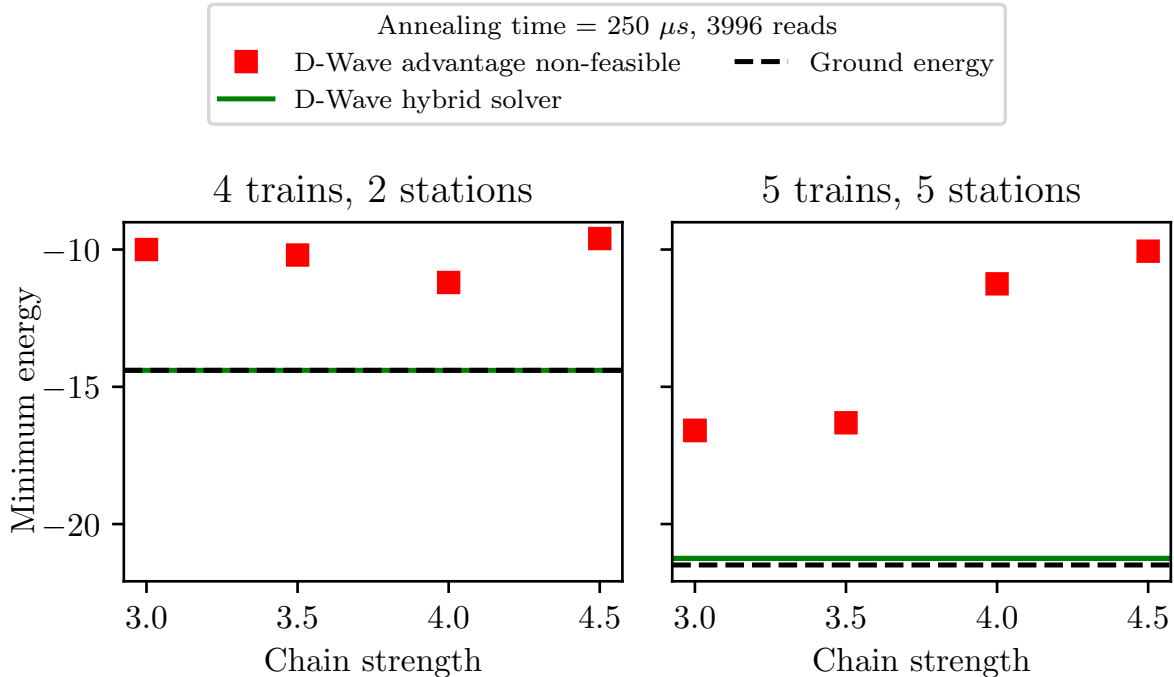 Annealing time = 250 μs, 3996 reads
D-Wave advantage non-feasible
Ground energy
D-Wave hybrid solver
4 trains, 2 stations
5 trains, 5 stations
Minimum energy
−10
−15
−20
3.0 3.5 4.0 4.5
3.0 3.5 4.0 4.5
Chain strength
Chain strength